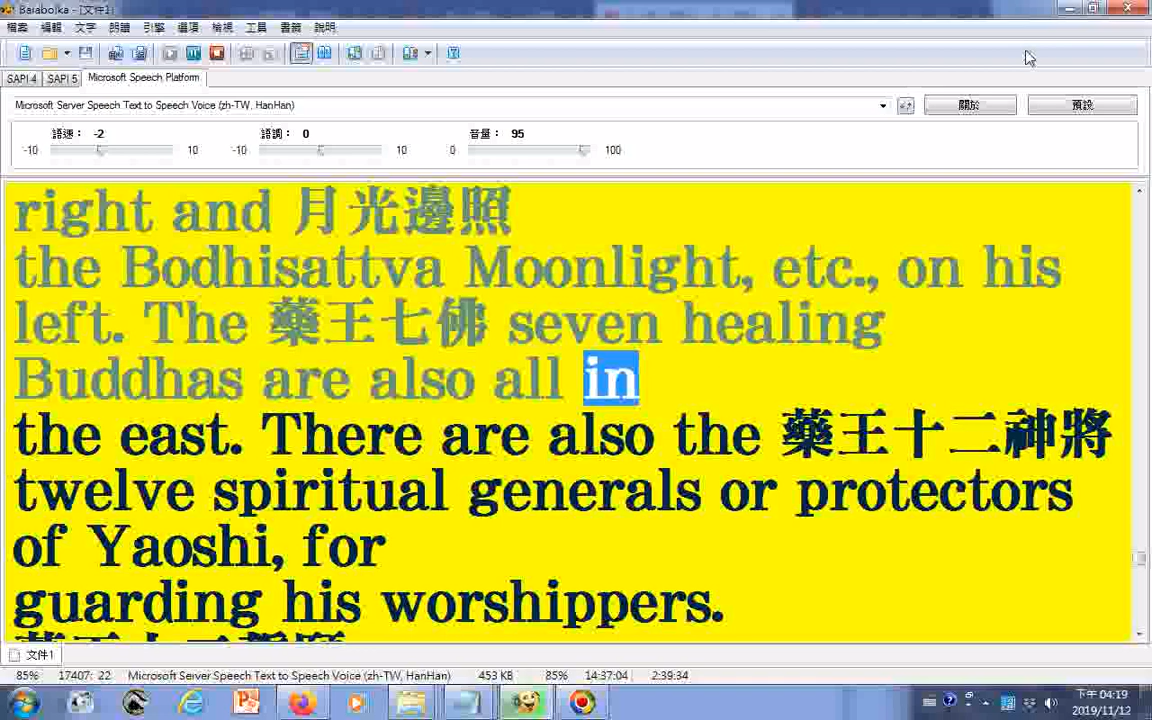 Balabolka - [文件1]
檔案 編輯 文字 朗讀 引擎 選項 檢視 工具 書籤 說明
SAPI 4 SAPI 5 Microsoft Speech Platform
Microsoft Server Speech Text to Speech Voice (zh-TW, HanHan) 關於 預設
語速： -2 語調： 0 音量： 95
-10 10 -10 10 0 100
right and 月光遍照
the Bodhisattva Moonlight, etc., on his
left. The 藥王七佛 seven healing
Buddhas are also all in
the east. There are also the 藥王十二神將
twelve spiritual generals or protectors
of Yaoshi, for
guarding his worshippers.
文件1
85% 17407: 22 Microsoft Server Speech Text to Speech Voice (zh-TW, HanHan) 453 KB 85% 14:37:04 2:39:34
下午 04:19
2019/11/12